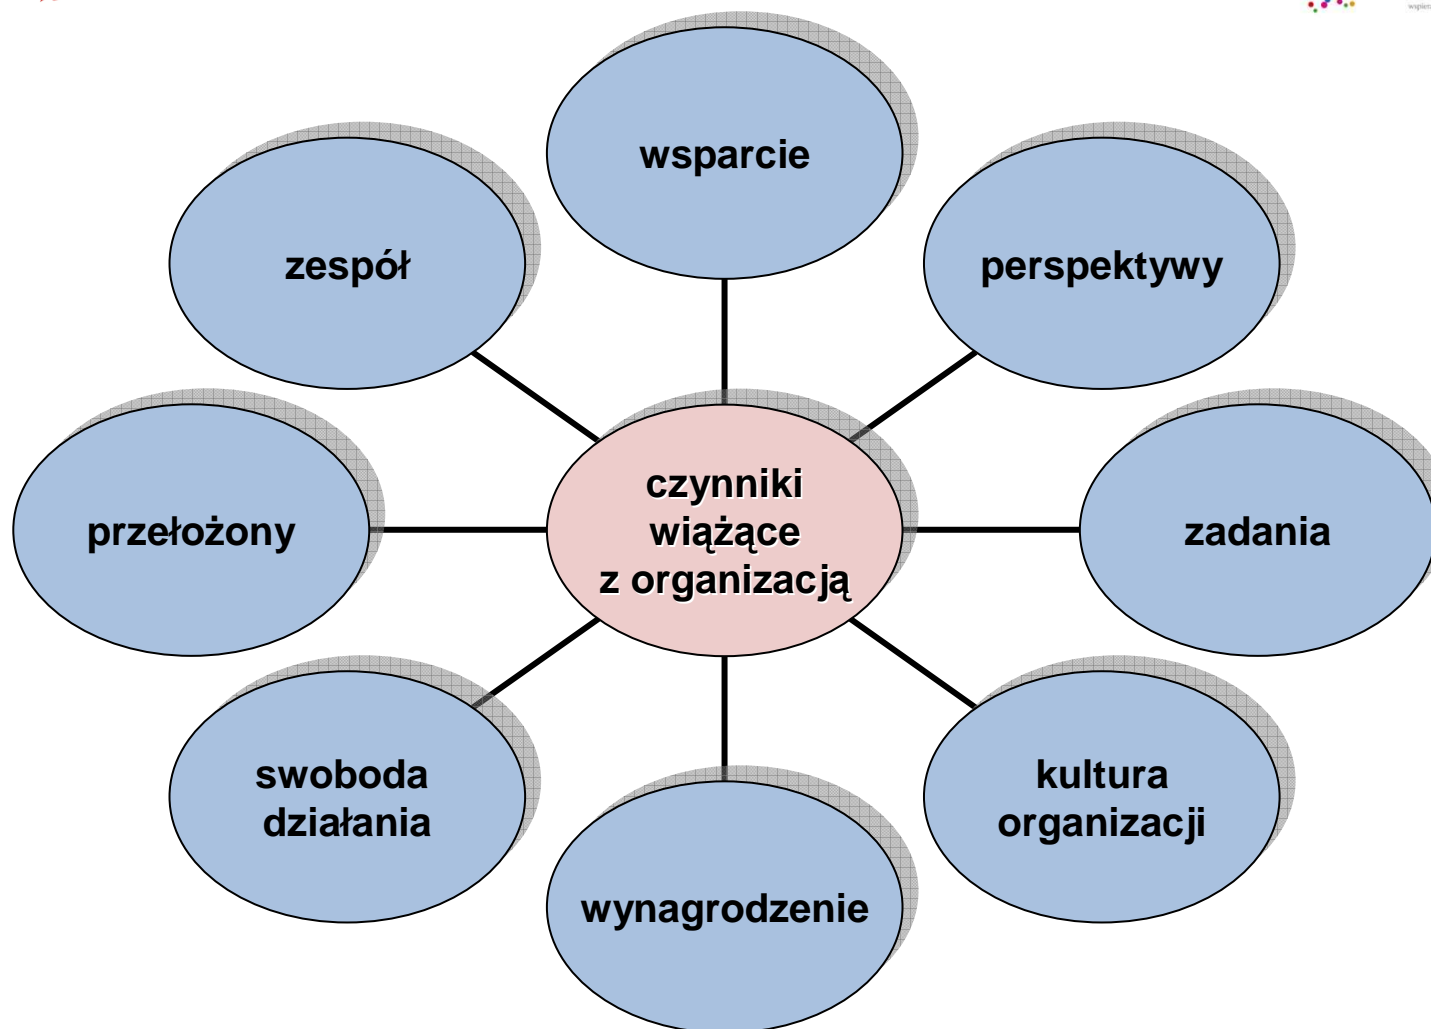 wsparcie
zespół
perspektywy
czynniki
wiążące
z organizacją
przełożony
zadania
swoboda
działania
kultura
organizacji
wynagrodzenie